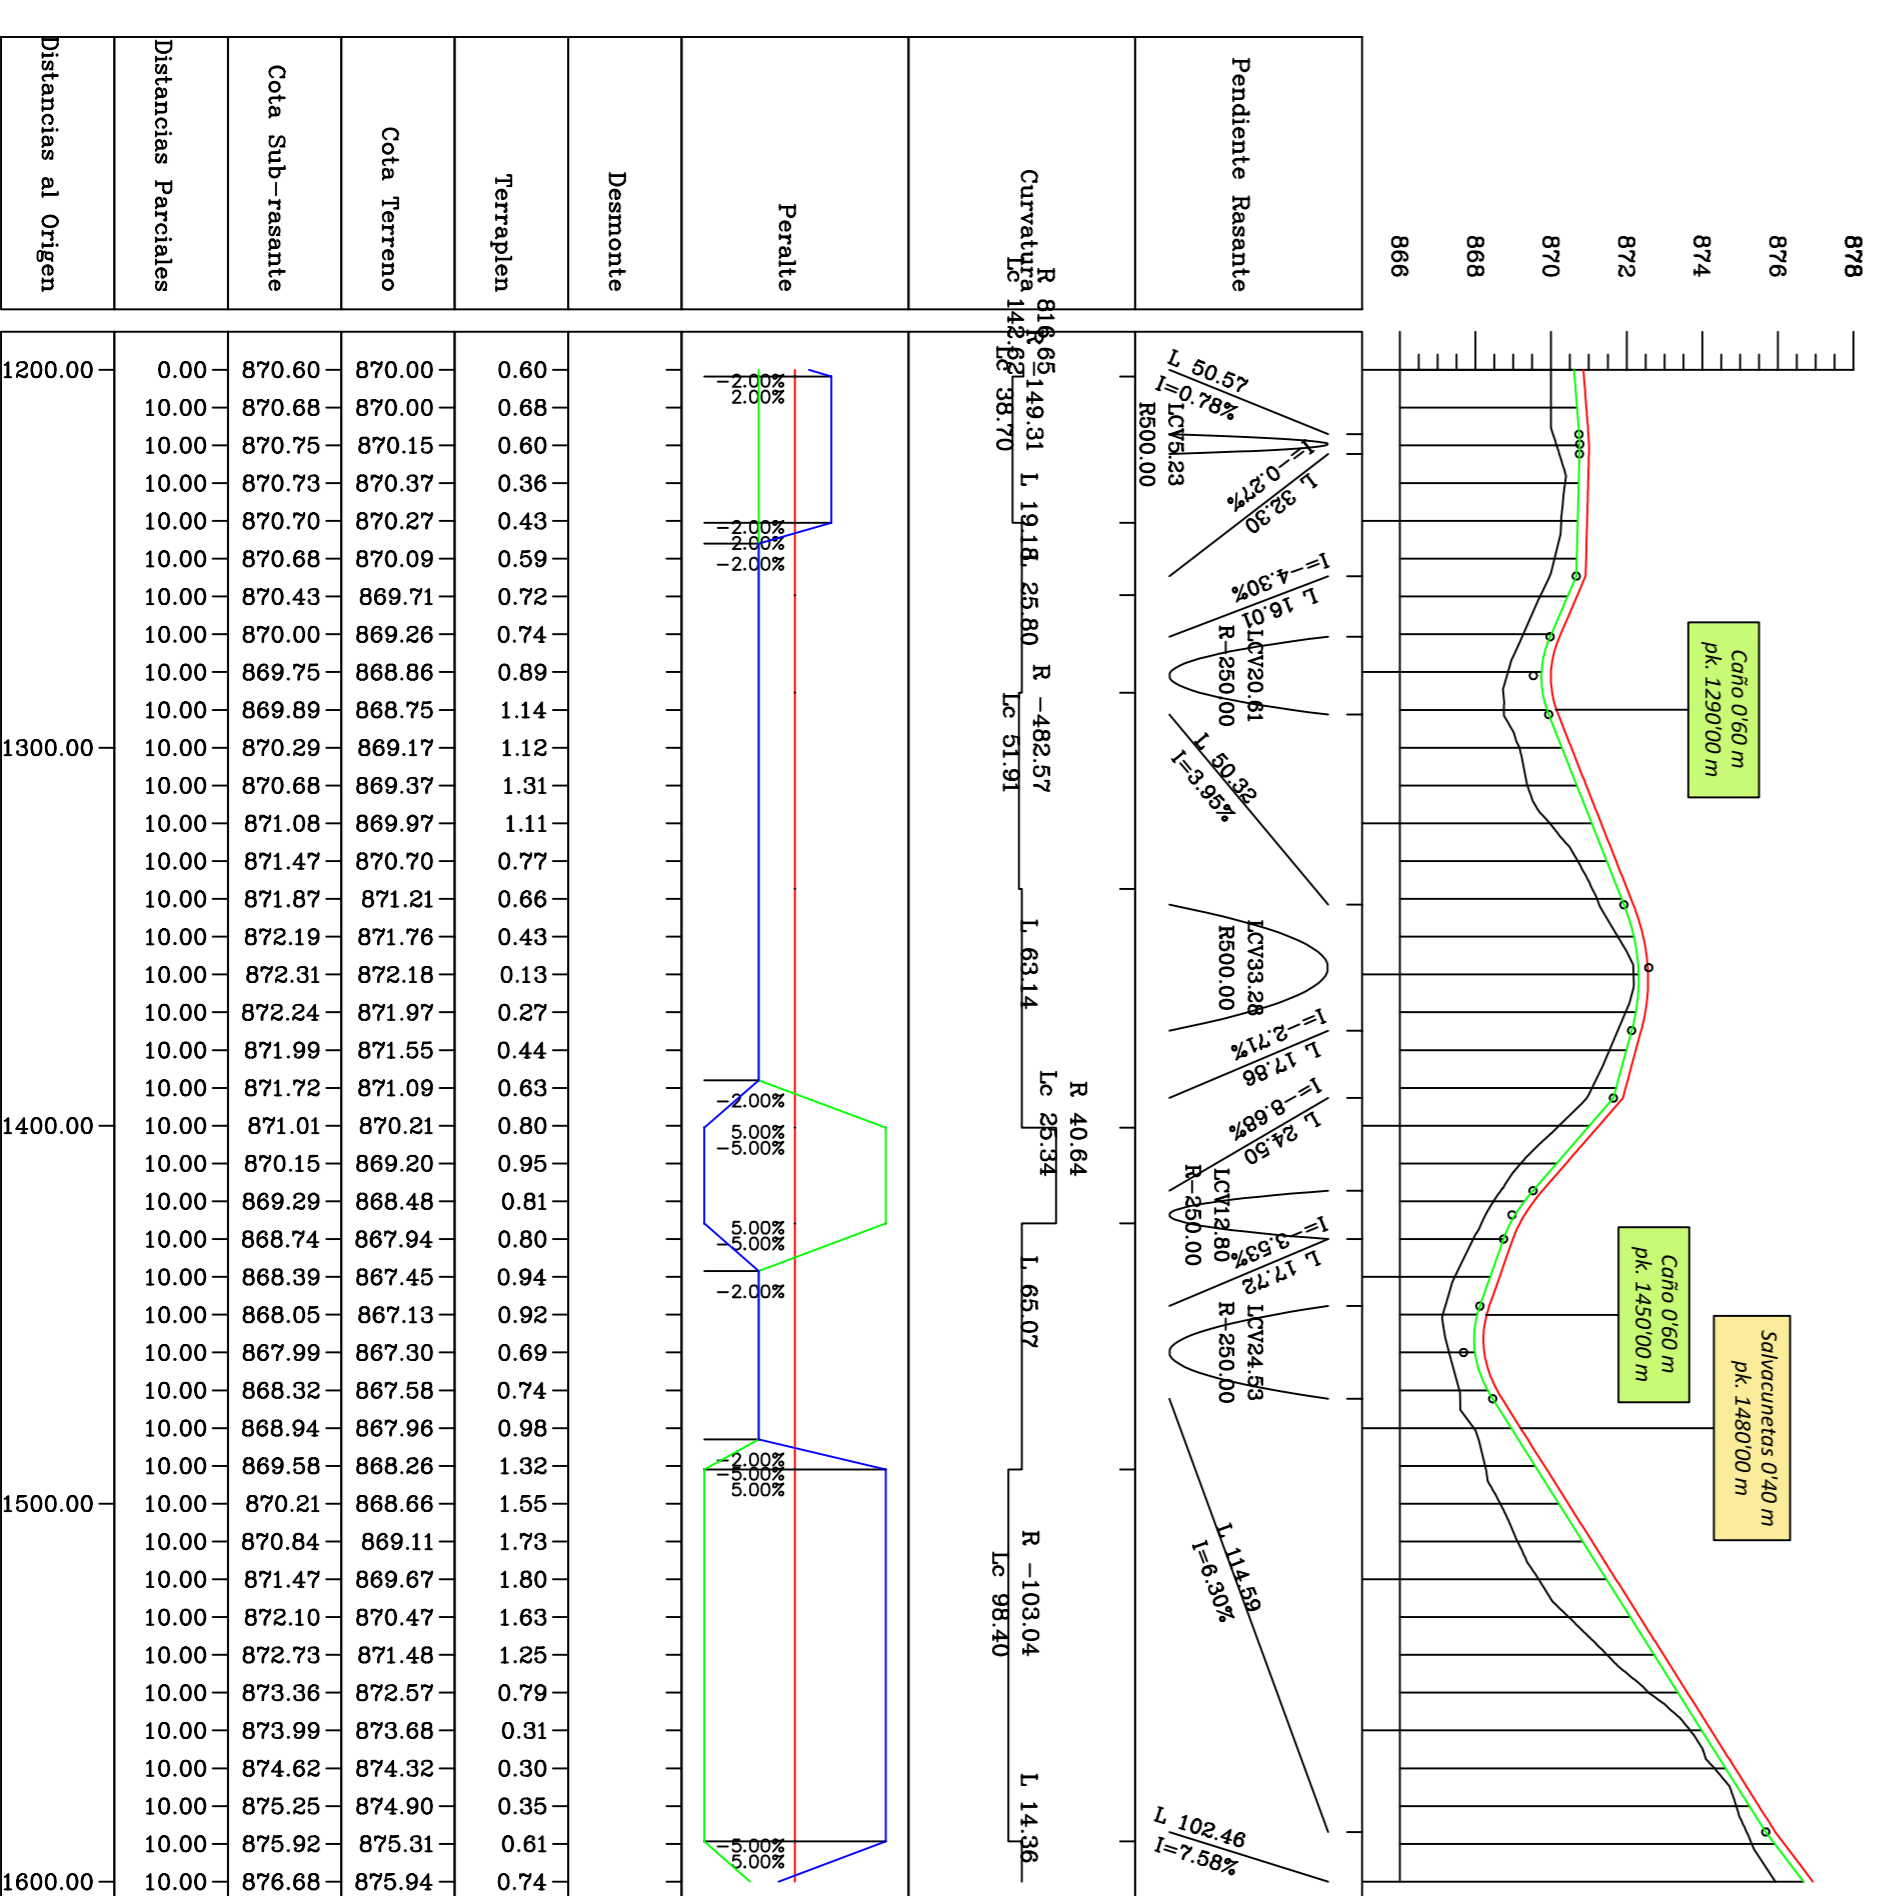 878
876
874
872
870
868
866
Caño 0'60 m
pk. 1290'00 m
Caño 0'60 m
pk. 1450'00 m
Salvacunetas 0'40 m
pk. 1480'00 m
Pendiente Rasante
L 50.57
I=0.78%
LCV5.23
R500.00
I=-0.27%
L 32.30
I=-4.30%
L 16.01
LCV20.61
R-250.00
L 50.32
I=3.95%
LCV33.28
R500.00
I=-2.71%
L 17.86
I=-8.68%
L 24.50
LCV12.80
R-250.00
I=-3.53%
L 17.72
LCV24.53
R-250.00
L 114.59
I=6.30%
L 102.46
I=7.58%
Curvatura
R 816.65
Lc 142.62
R -149.31
Lc 38.70
L 19.18
L 25.80
R -482.57
Lc 51.91
L 63.14
R 40.64
Lc 25.34
L 65.07
R -103.04
Lc 98.40
L 14.36
Peralte
-2.00%
2.00%
-2.00%
2.00%
-2.00%
-2.00%
5.00%
-5.00%
5.00%
-5.00%
-2.00%
-2.00%
-5.00%
5.00%
-5.00%
5.00%
Desmonte
Terraplen
0.60 0.68 0.60 0.36 0.43 0.59 0.72 0.74 0.89 1.14 1.12 1.31 1.11 0.77 0.66 0.43 0.13 0.27 0.44 0.63 0.80 0.95 0.81 0.80 0.94 0.92 0.69 0.74 0.98 1.32 1.55 1.73 1.80 1.63 1.25 0.79 0.31 0.30 0.35 0.61 0.74
Cota Terreno
870.00 870.00 870.15 870.37 870.27 870.09 869.71 869.26 868.86 868.75 869.17 869.37 869.97 870.70 871.21 871.76 872.18 871.97 871.55 871.09 870.21 869.20 868.48 867.94 867.45 867.13 867.30 867.58 867.96 868.26 868.66 869.11 869.67 870.47 871.48 872.57 873.68 874.32 874.90 875.31 875.94
Cota Sub-rasante
870.60 870.68 870.75 870.73 870.70 870.68 870.43 870.00 869.75 869.89 870.29 870.68 871.08 871.47 871.87 872.19 872.31 872.24 871.99 871.72 871.01 870.15 869.29 868.74 868.39 868.05 867.99 868.32 868.94 869.58 870.21 870.84 871.47 872.10 872.73 873.36 873.99 874.62 875.25 875.92 876.68
Distancias Parciales
0.00 10.00 10.00 10.00 10.00 10.00 10.00 10.00 10.00 10.00 10.00 10.00 10.00 10.00 10.00 10.00 10.00 10.00 10.00 10.00 10.00 10.00 10.00 10.00 10.00 10.00 10.00 10.00 10.00 10.00 10.00 10.00 10.00 10.00 10.00 10.00 10.00 10.00 10.00 10.00 10.00
Distancias al Origen
1200.00 1300.00 1400.00 1500.00 1600.00